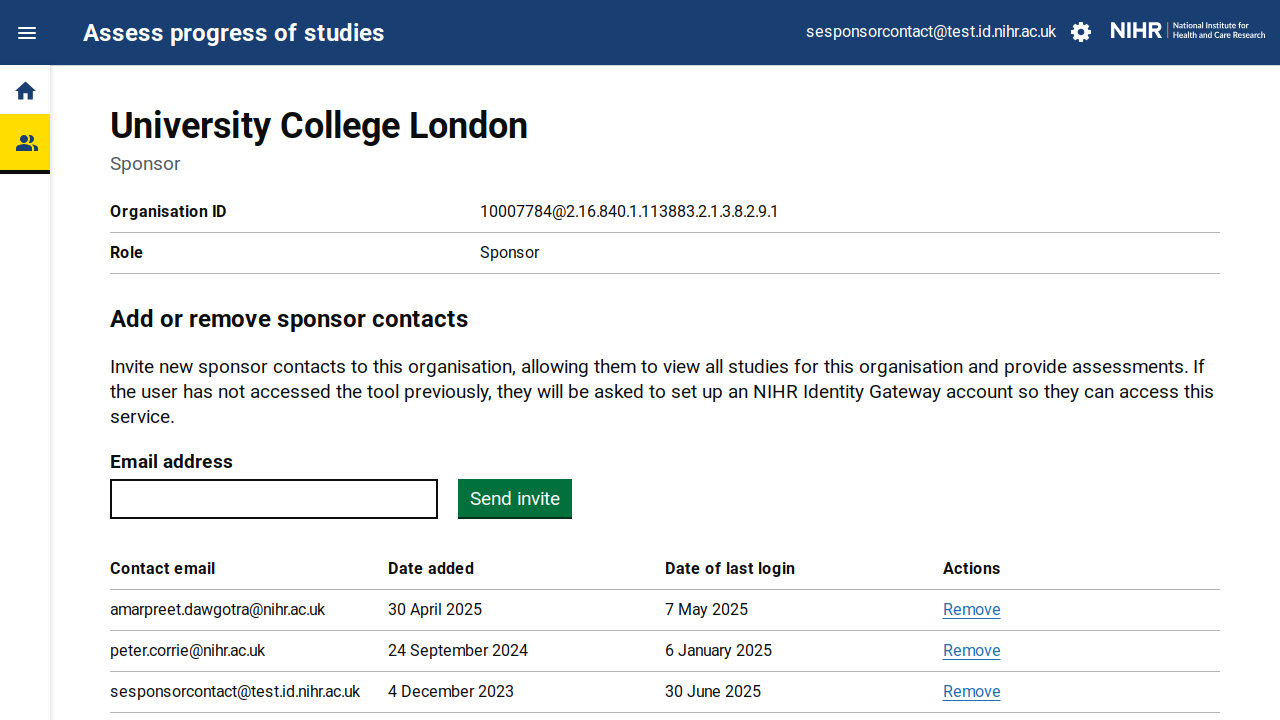 Assess progress of studies
sesponsorcontact@test.id.nihr.ac.uk
NIHR | National Institute for
Health and Care Research
University College London
Sponsor
Organisation ID 10007784@2.16.840.1.113883.2.1.3.8.2.9.1
Role Sponsor
Add or remove sponsor contacts
Invite new sponsor contacts to this organisation, allowing them to view all studies for this organisation and provide assessments. If
the user has not accessed the tool previously, they will be asked to set up an NIHR Identity Gateway account so they can access this
service.
Email address
Send invite
Contact email Date added Date of last login Actions
amarpreet.dawgotra@nihr.ac.uk 30 April 2025 7 May 2025 Remove
peter.corrie@nihr.ac.uk 24 September 2024 6 January 2025 Remove
sesponsorcontact@test.id.nihr.ac.uk 4 December 2023 30 June 2025 Remove